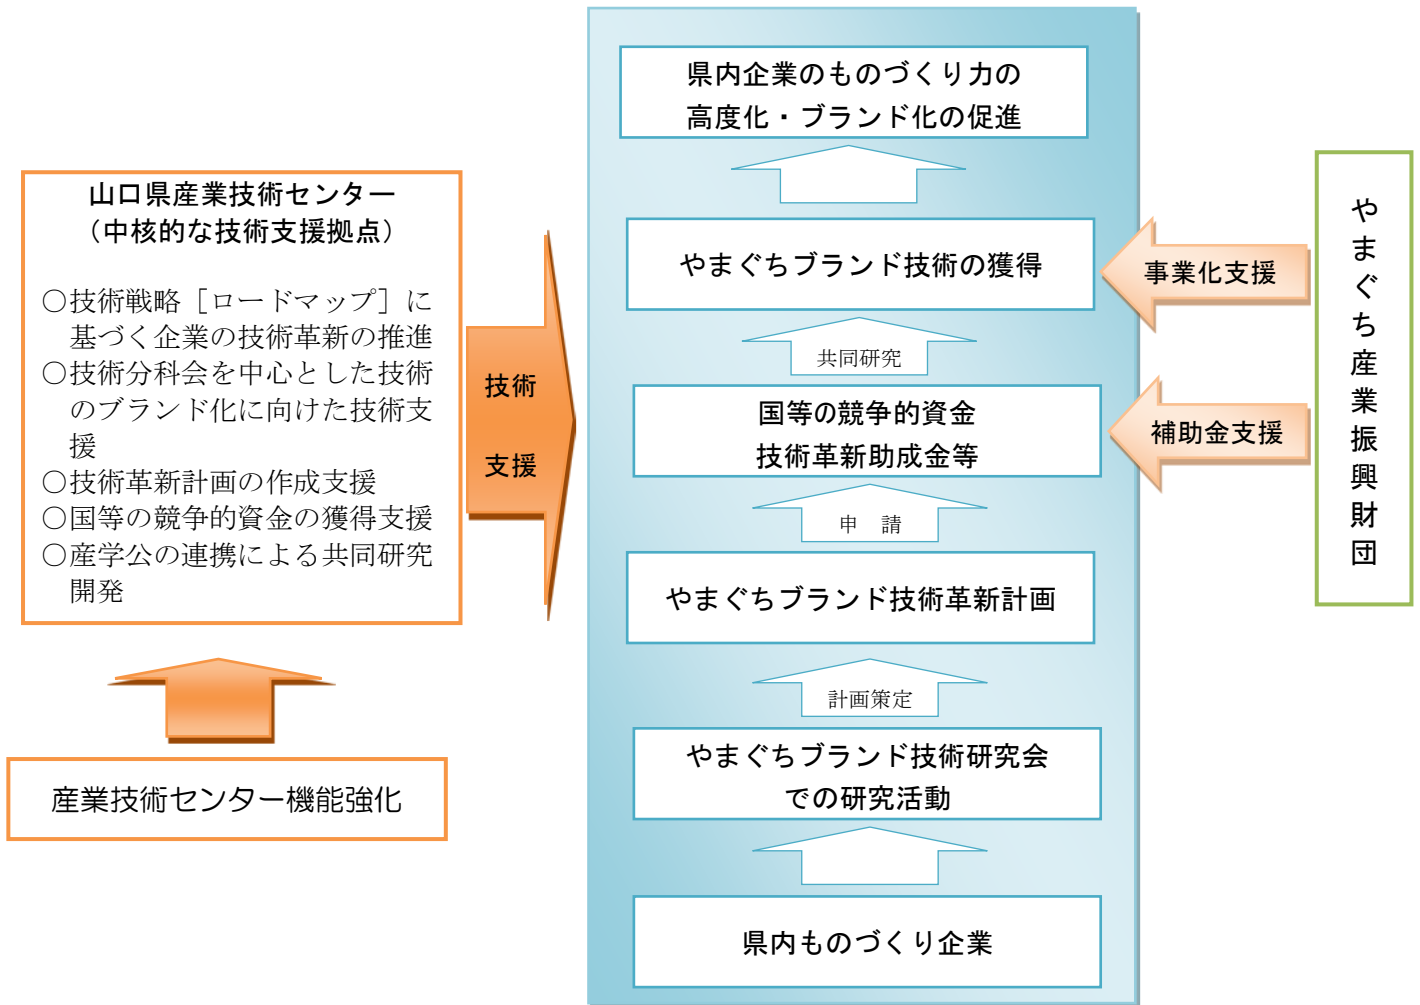 県内企業のものづくり力の
高度化・ブランド化の促進
山口県産業技術センター
（中核的な技術支援拠点）
○技術戦略［ロードマップ］に
基づく企業の技術革新の推進
○技術分科会を中心とした技術
のブランド化に向けた技術支
援
○技術革新計画の作成支援
○国等の競争的資金の獲得支援
○産学公の連携による共同研究
開発
産業技術センター機能強化
技術
支援
やまぐちブランド技術の獲得
共同研究
国等の競争的資金
技術革新助成金等
申　請
やまぐちブランド技術革新計画
計画策定
やまぐちブランド技術研究会
での研究活動
県内ものづくり企業
事業化支援
補助金支援
やまぐち産業振興財団